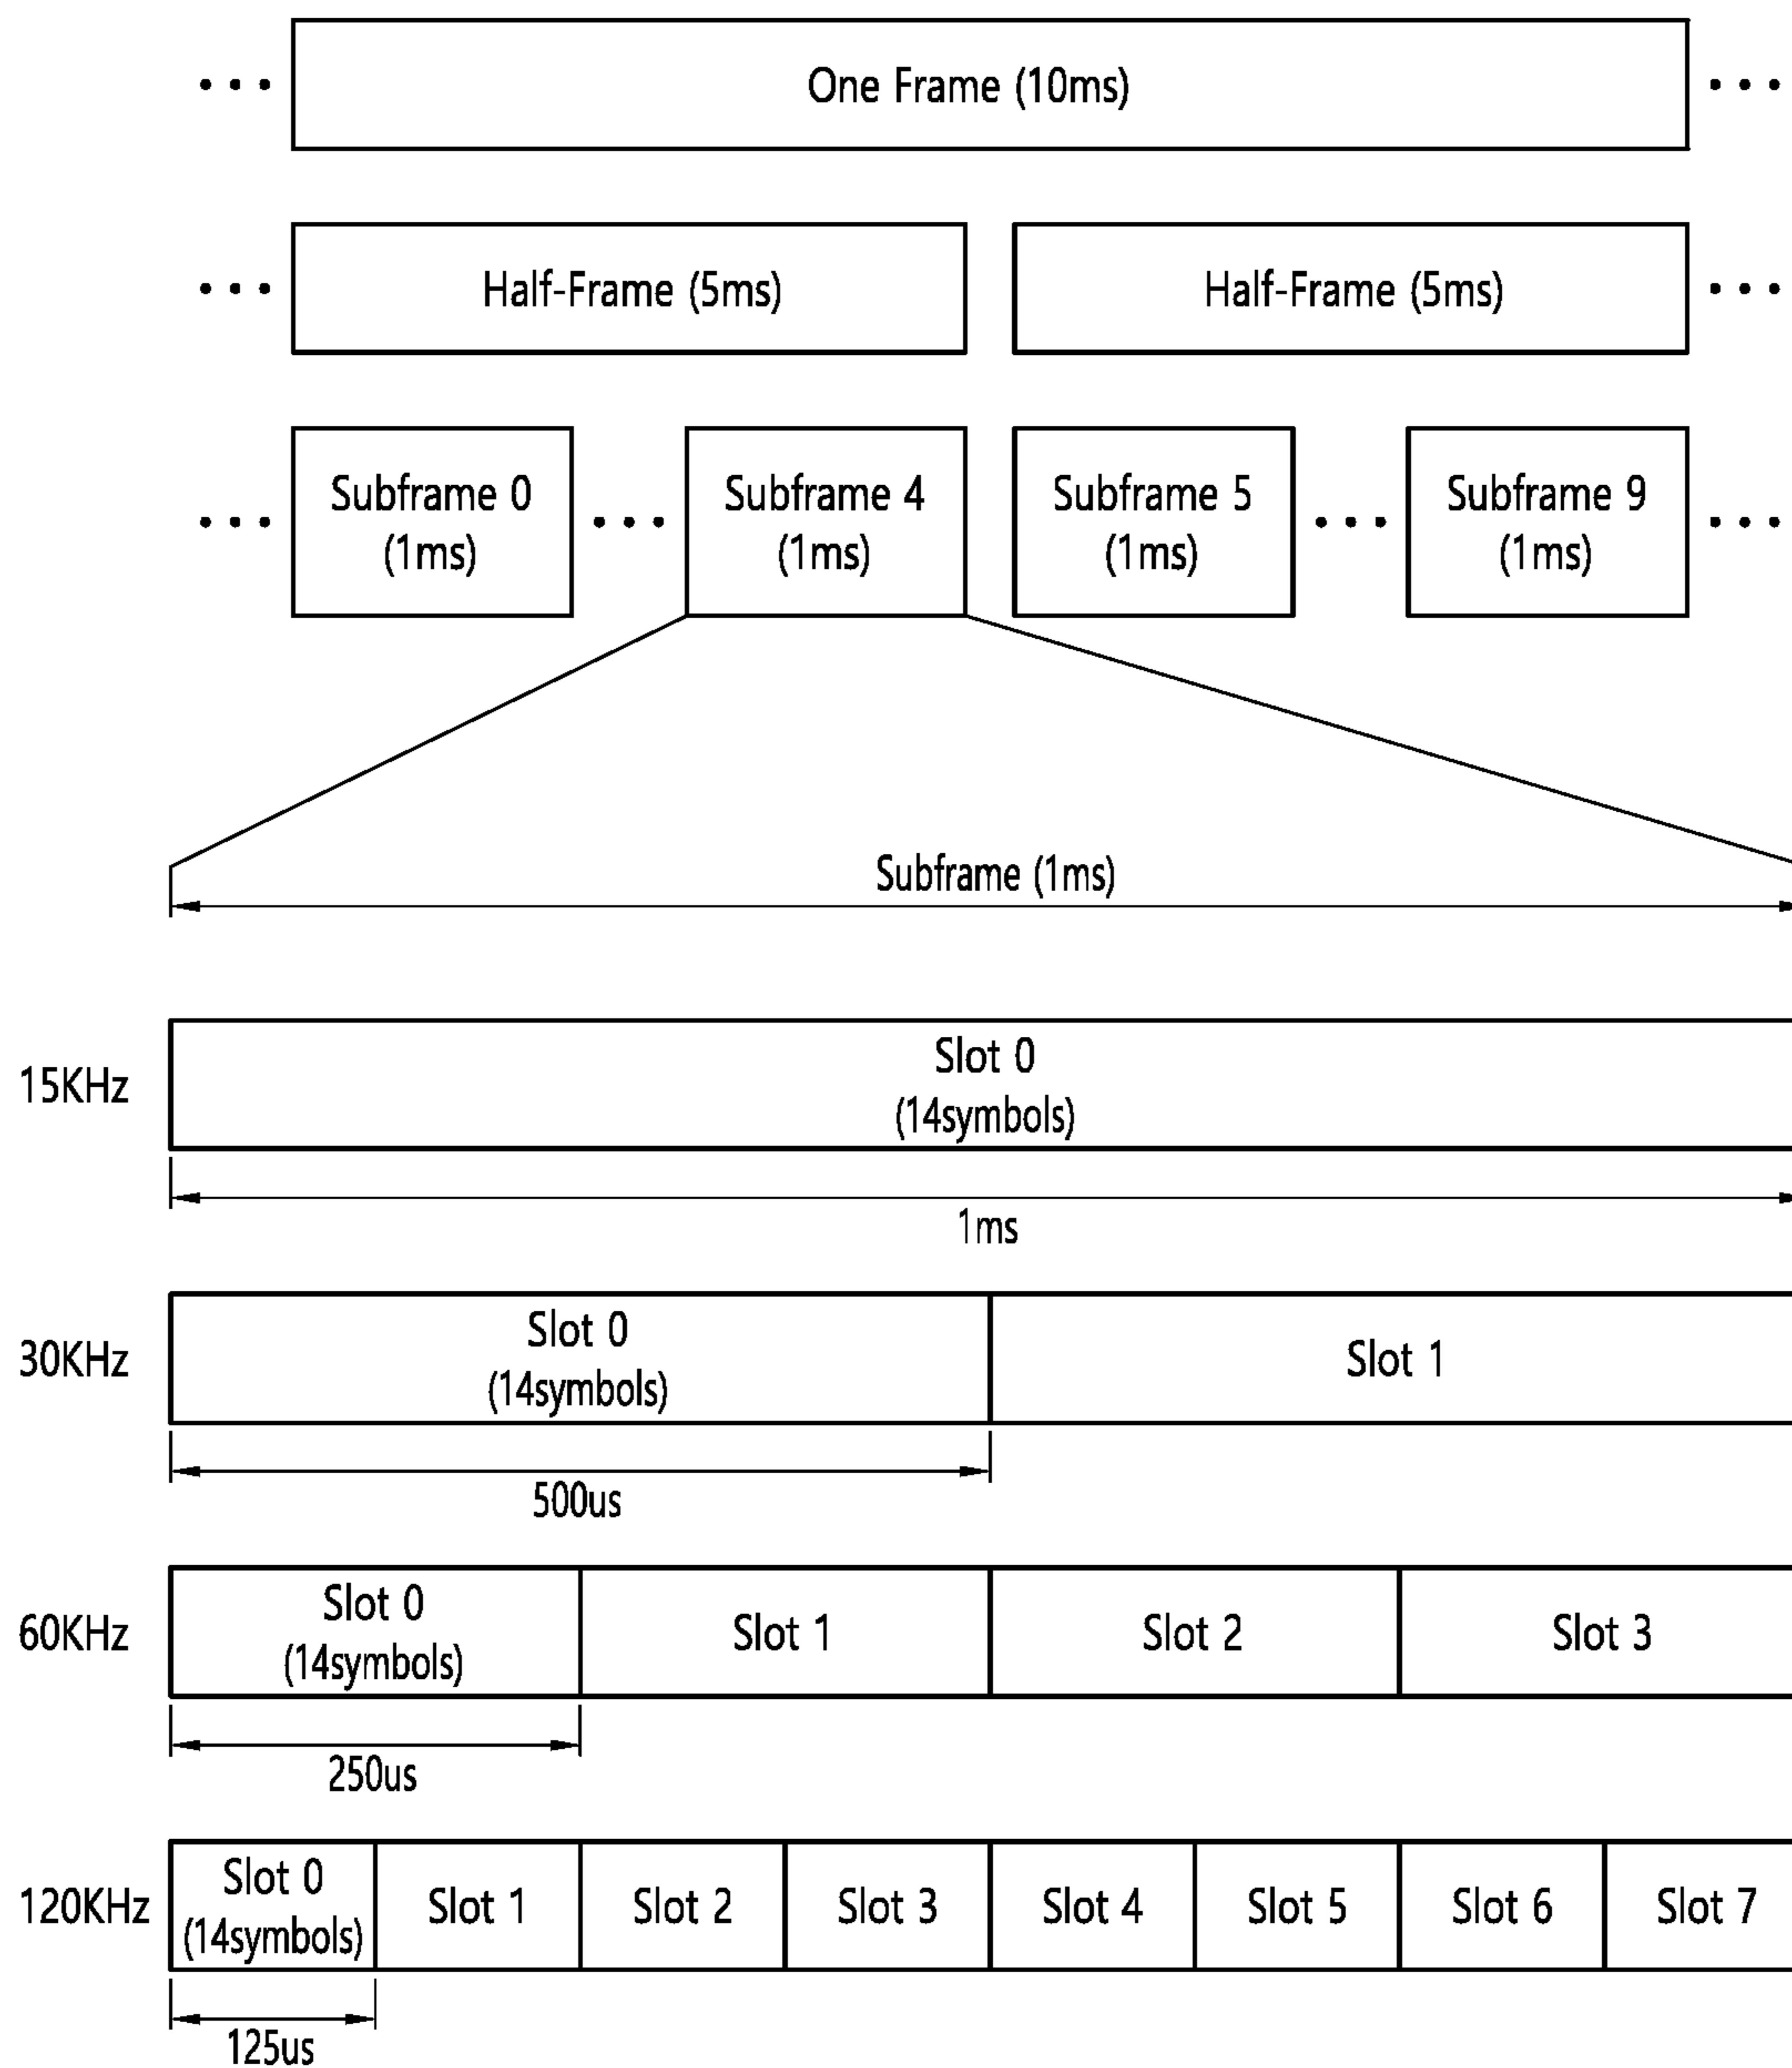 One Frame (10ms)
Half-Frame (5ms)
Half-Frame (5ms)
Subframe 0
(1ms)
Subframe 4
(1ms)
Subframe 5
(1ms)
Subframe 9
(1ms)
Subframe (1ms)
15KHz
Slot 0
(14symbols)
1ms
30KHz
Slot 0
(14symbols)
Slot 1
500us
60KHz
Slot 0
(14symbols)
Slot 1
Slot 2
Slot 3
250us
120KHz
Slot 0
(14symbols)
Slot 1
Slot 2
Slot 3
Slot 4
Slot 5
Slot 6
Slot 7
125us